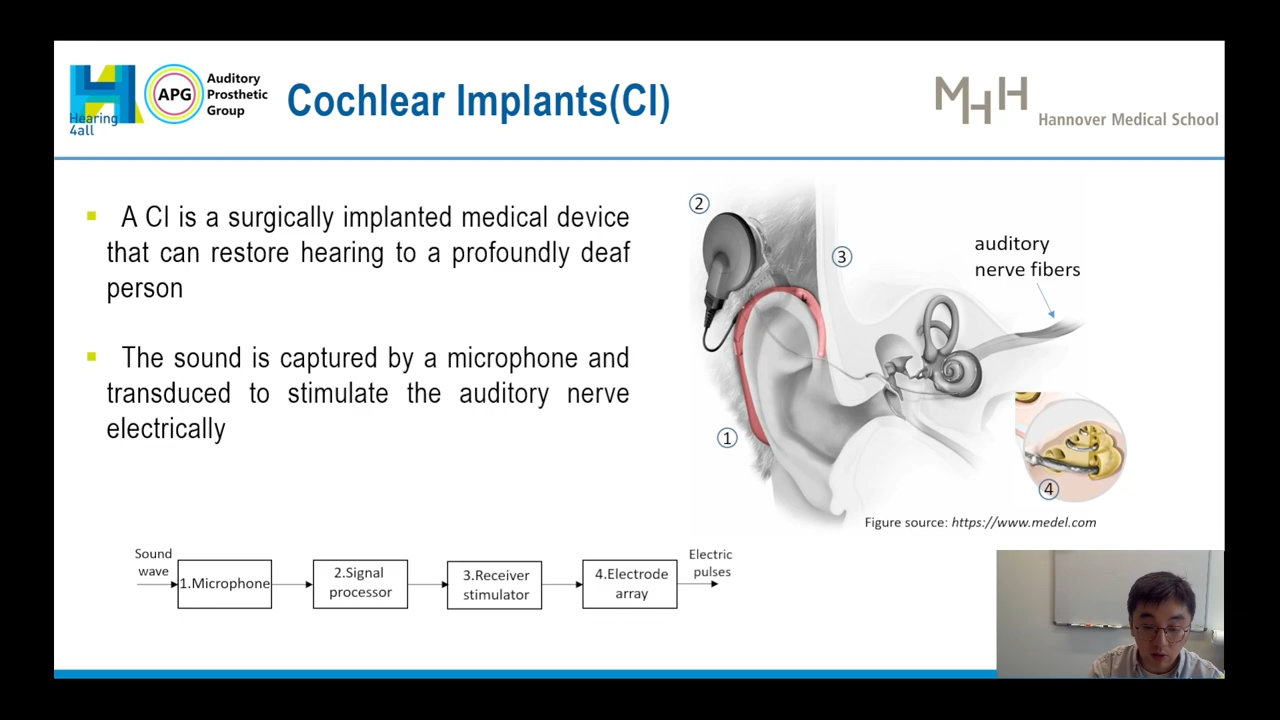 Hearing
4all
APG
Auditory
Prosthetic
Group
Cochlear Implants(CI)
MHH
Hannover Medical School
A CI is a surgically implanted medical device
that can restore hearing to a profoundly deaf
person
The sound is captured by a microphone and
transduced to stimulate the auditory nerve
electrically
②
③
auditory
nerve fibers
①
④
Figure source: https://www.medel.com
Sound
wave
1.Microphone
2.Signal
processor
3.Receiver
stimulator
4.Electrode
array
Electric
pulses